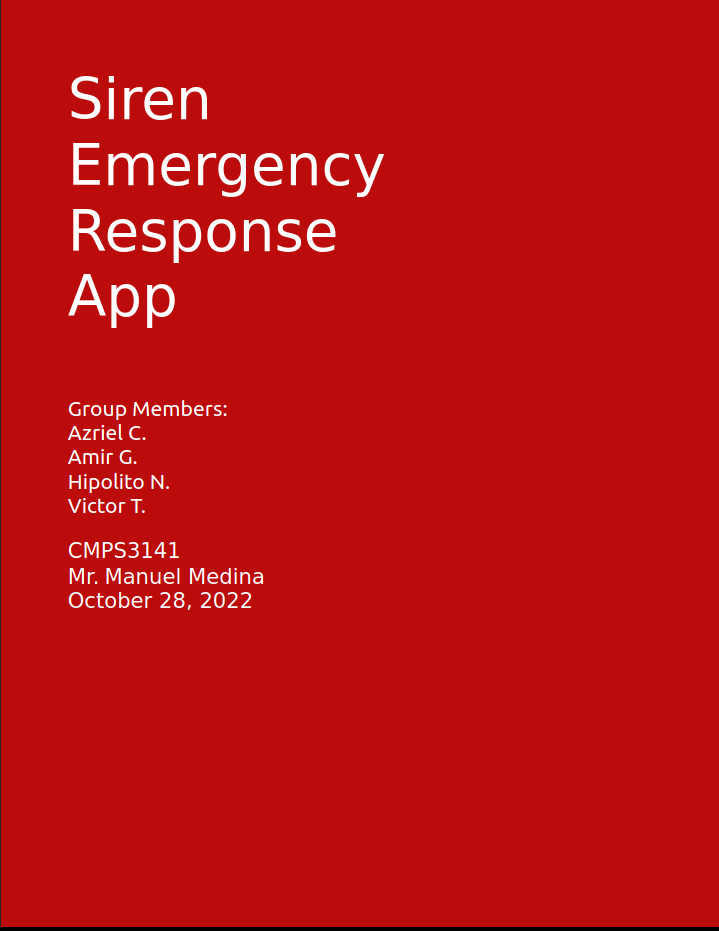 Siren
Emergency
Response
App
Group Members:
Azriel C.
Amir G.
Hipolito N.
Victor T.
CMPS3141
Mr. Manuel Medina
October 28, 2022